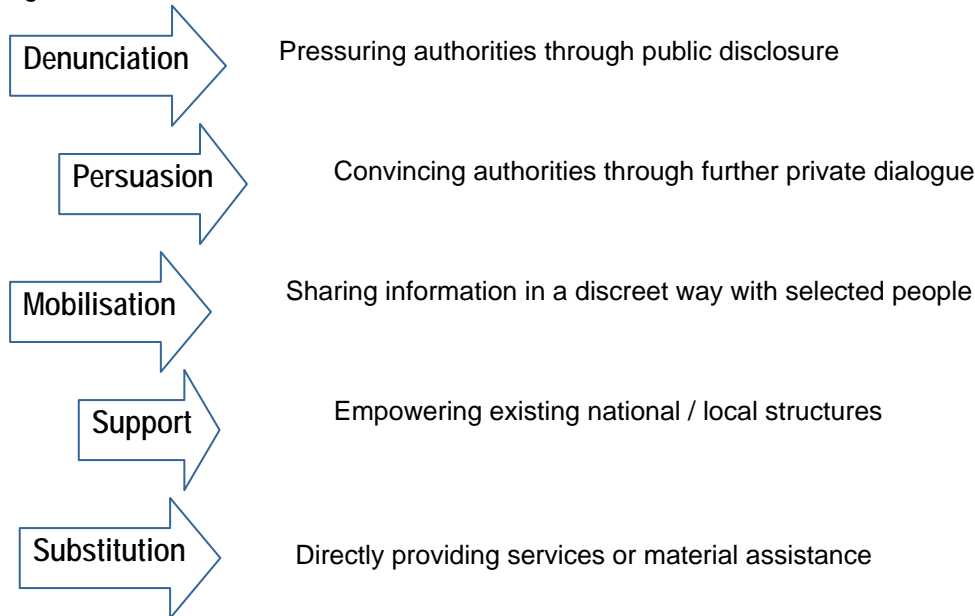 Denunciation Pressuring authorities through public disclosure
Persuasion Convincing authorities through further private dialogue
Mobilisation Sharing information in a discreet way with selected people
Support Empowering existing national / local structures
Substitution Directly providing services or material assistance